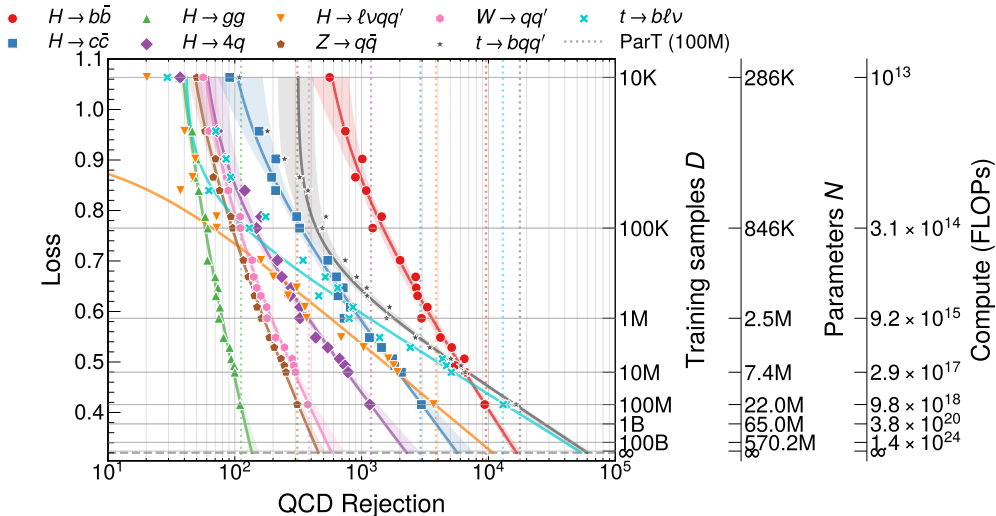 H → bb̄ H → gg H → ℓνqq′ W → qq′ t → bℓν
H → cc̄ H → 4q Z → qq̄ t → bqq′ ParT (100M)
1.1
1.0
0.9
0.8
0.7
0.6
0.5
0.4
Loss
10¹ 10² 10³ 10⁴ 10⁵
QCD Rejection
10K
100K
1M
10M
100M
1B
100B
∞
Training samples D
286K
846K
2.5M
7.4M
22.0M
65.0M
570.2M
∞
Parameters N
10¹³
3.1 × 10¹⁴
9.2 × 10¹⁵
2.9 × 10¹⁷
9.8 × 10¹⁸
3.8 × 10²⁰
1.4 × 10²⁴
∞
Compute (FLOPs)